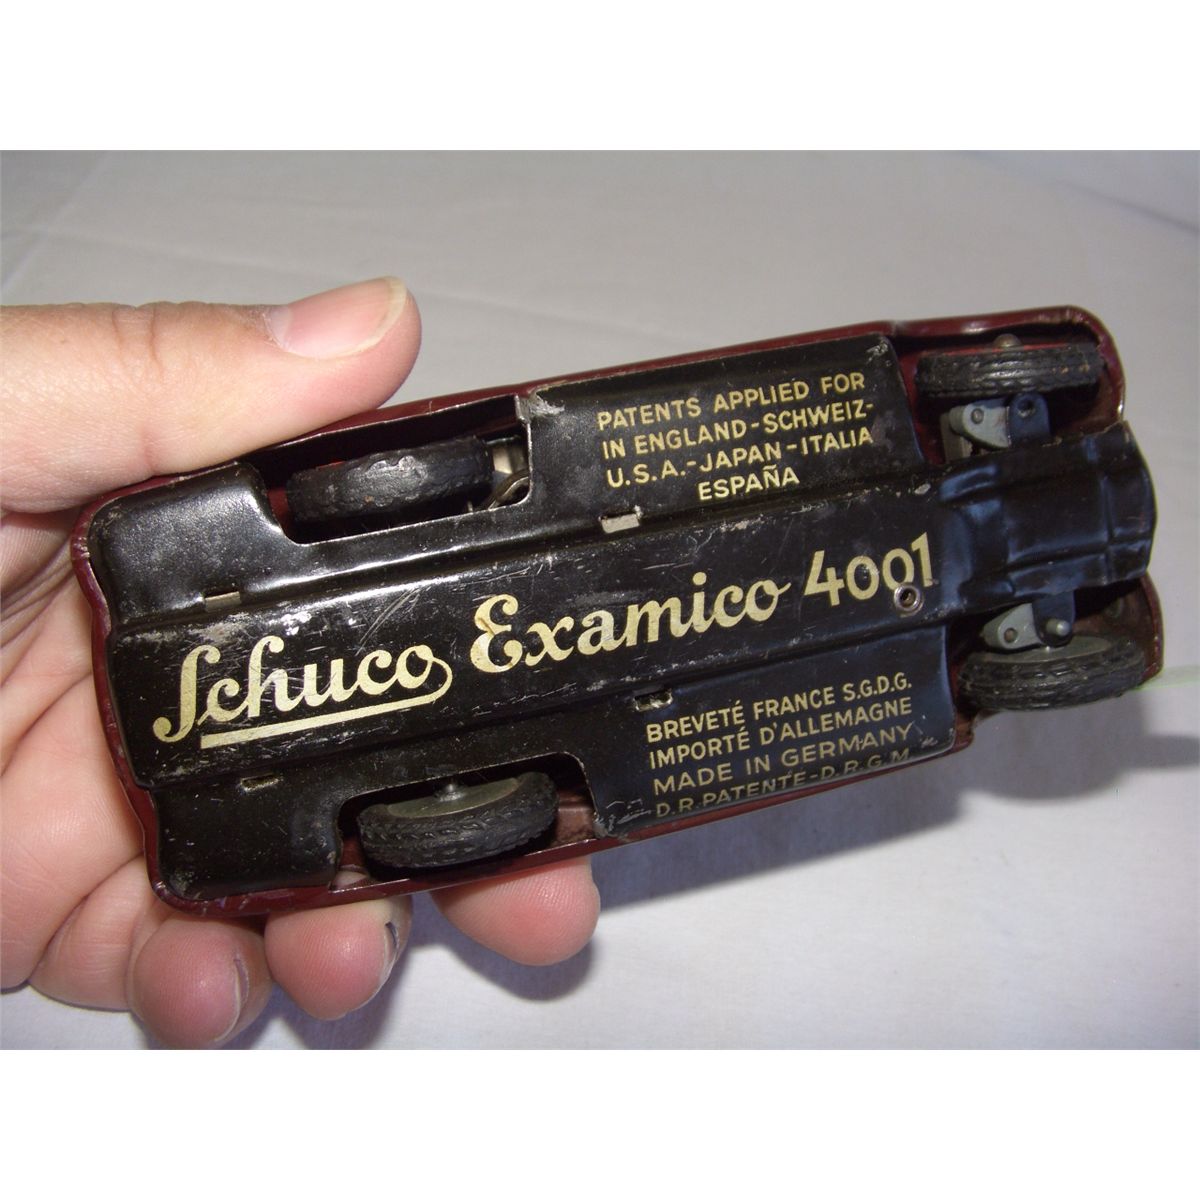 PATENTS APPLIED FOR
IN ENGLAND-SCHWEIZ-
U.S.A.-JAPAN-ITALIA
ESPAÑA
Schuco Examico 4001
BREVETÉ FRANCE S.G.D.G.
IMPORTÉ D'ALLEMAGNE
MADE IN GERMANY
D.R.PATENTE-D.R.G.M.